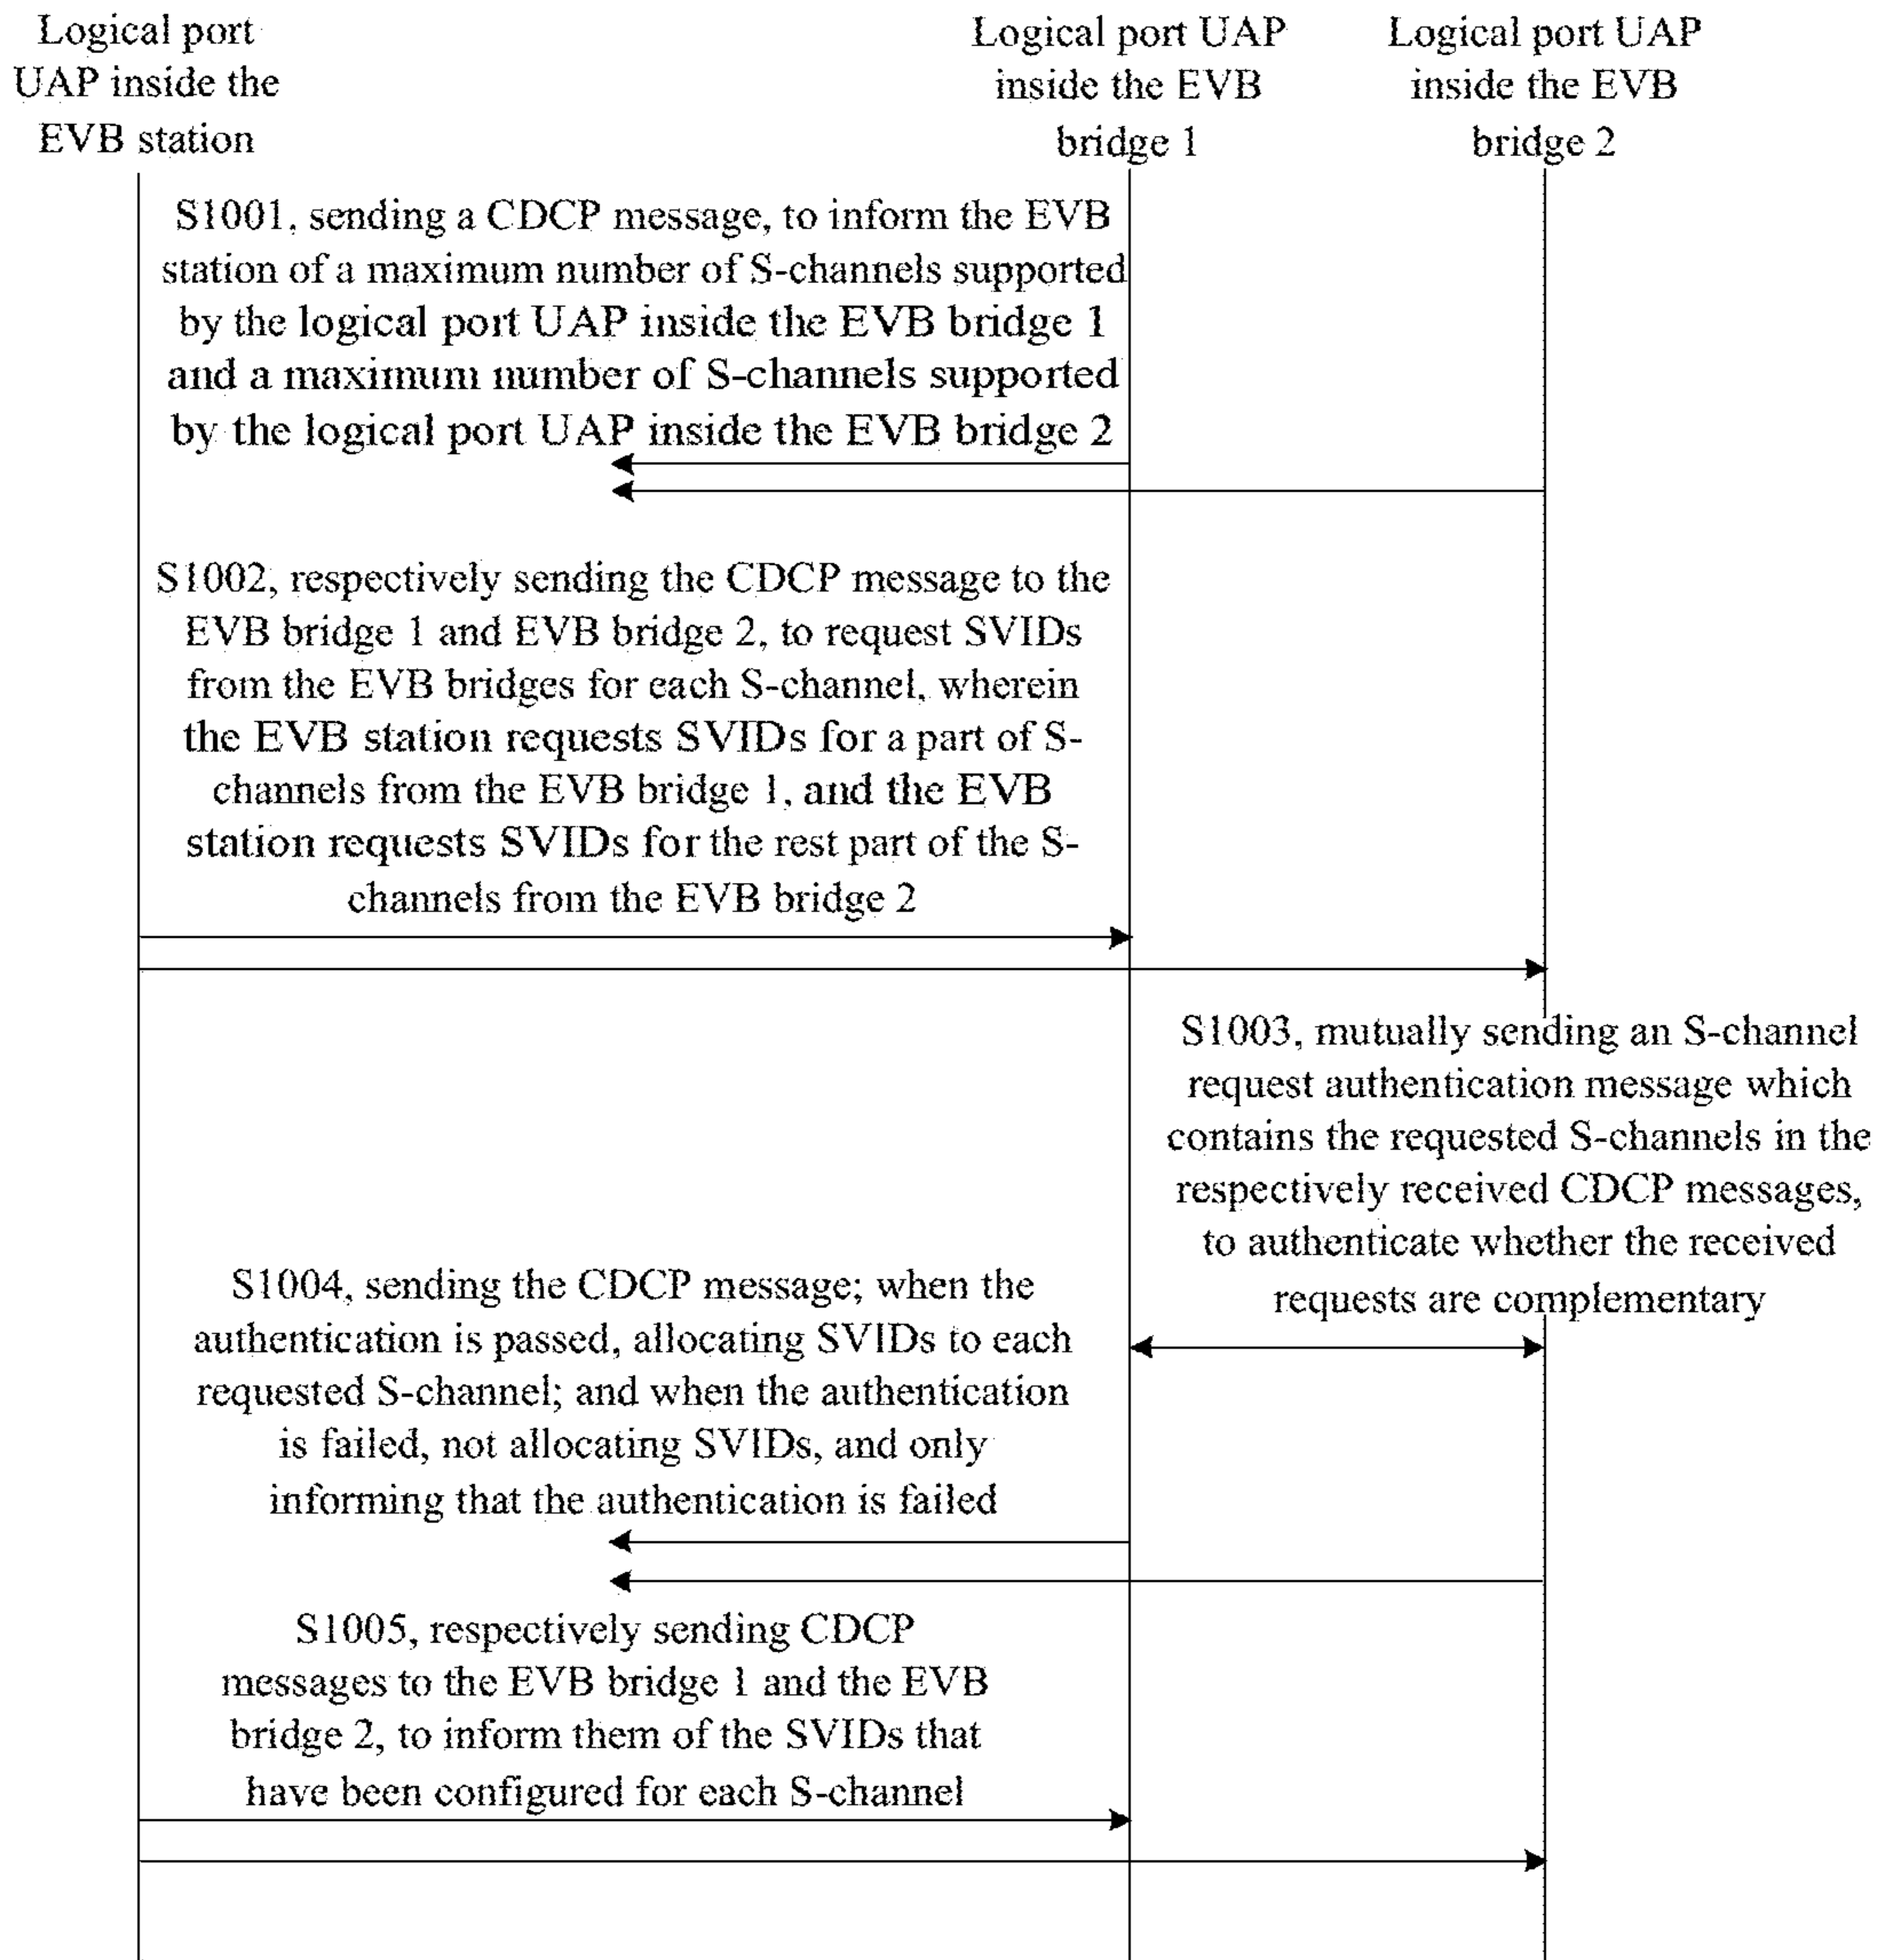 Logical port
UAP inside the
EVB station
Logical port UAP
inside the EVB
bridge 1
Logical port UAP
inside the EVB
bridge 2
S1001, sending a CDCP message, to inform the EVB
station of a maximum number of S-channels supported
by the logical port UAP inside the EVB bridge 1
and a maximum number of S-channels supported
by the logical port UAP inside the EVB bridge 2
S1002, respectively sending the CDCP message to the
EVB bridge 1 and EVB bridge 2, to request SVIDs
from the EVB bridges for each S-channel, wherein
the EVB station requests SVIDs for a part of S-
channels from the EVB bridge 1, and the EVB
station requests SVIDs for the rest part of the S-
channels from the EVB bridge 2
S1003, mutually sending an S-channel
request authentication message which
contains the requested S-channels in the
respectively received CDCP messages,
to authenticate whether the received
requests are complementary
S1004, sending the CDCP message; when the
authentication is passed, allocating SVIDs to each
requested S-channel; and when the authentication
is failed, not allocating SVIDs, and only
informing that the authentication is failed
S1005, respectively sending CDCP
messages to the EVB bridge 1 and the EVB
bridge 2, to inform them of the SVIDs that
have been configured for each S-channel